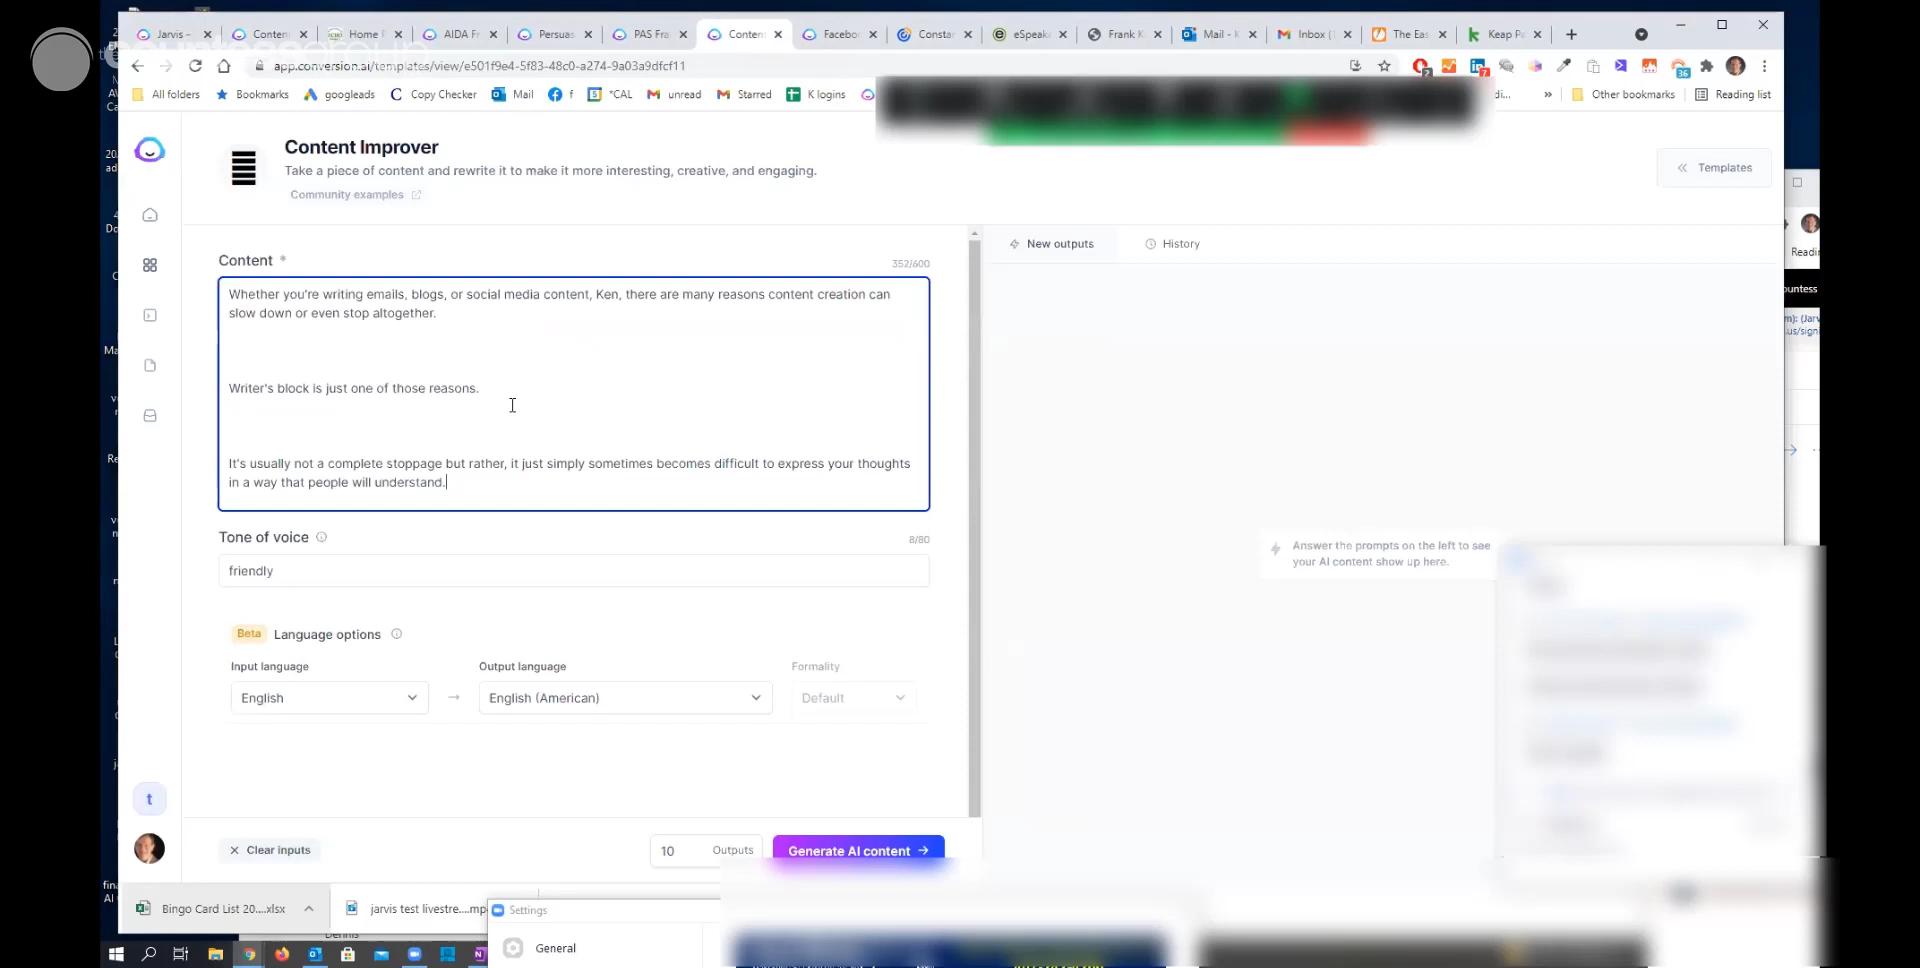 Jarvis –
Conten
Home
AIDA Fr
Persuas
PAS Fra
Content
Facebo
Constar
eSpeak
Frank K
Mail - K
Inbox (
The Eas
Keap P
app.conversion.ai/templates/view/e501f9e4-5f83-48c0-a274-9a03a9dfcf11
All folders
Bookmarks
googleads
Copy Checker
Mail
f
*CAL
unread
Starred
K logins
Other bookmarks
Reading list
Content Improver
Take a piece of content and rewrite it to make it more interesting, creative, and engaging.
Community examples
Templates
New outputs
History
Content *
352/600
Whether you're writing emails, blogs, or social media content, Ken, there are many reasons content creation can
slow down or even stop altogether.
Writer's block is just one of those reasons.
It's usually not a complete stoppage but rather, it just simply sometimes becomes difficult to express your thoughts
in a way that people will understand.
Tone of voice
8/80
friendly
Answer the prompts on the left to see
your AI content show up here.
Beta Language options
Input language
Output language
Formality
English
English (American)
Default
t
Clear inputs
10 Outputs
Generate AI content
Bingo Card List 20....xlsx
jarvis test livestre....mp
Settings
General